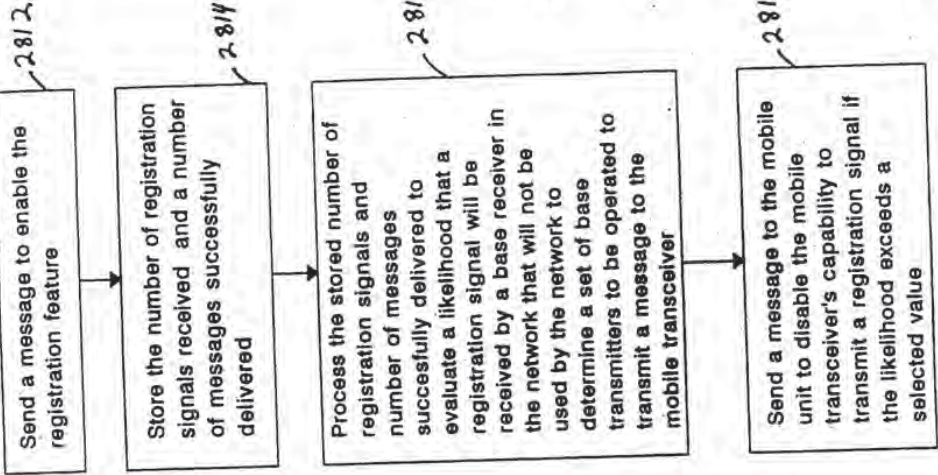 Send a message to enable the
registration feature
2812
Store the number of registration
signals received and a number
of messages successfully
delivered
2814
Process the stored number of
registration signals and
number of messages
successfully delivered to
evaluate a likelihood that a
registration signal will be
received by a base receiver in
the network that will not be
used by the network to
determine a set of base
transmitters to be operated to
transmit a message to the
mobile transceiver
281
Send a message to the mobile
unit to disable the mobile
transceiver's capability to
transmit a registration signal if
the likelihood exceeds a
selected value
281